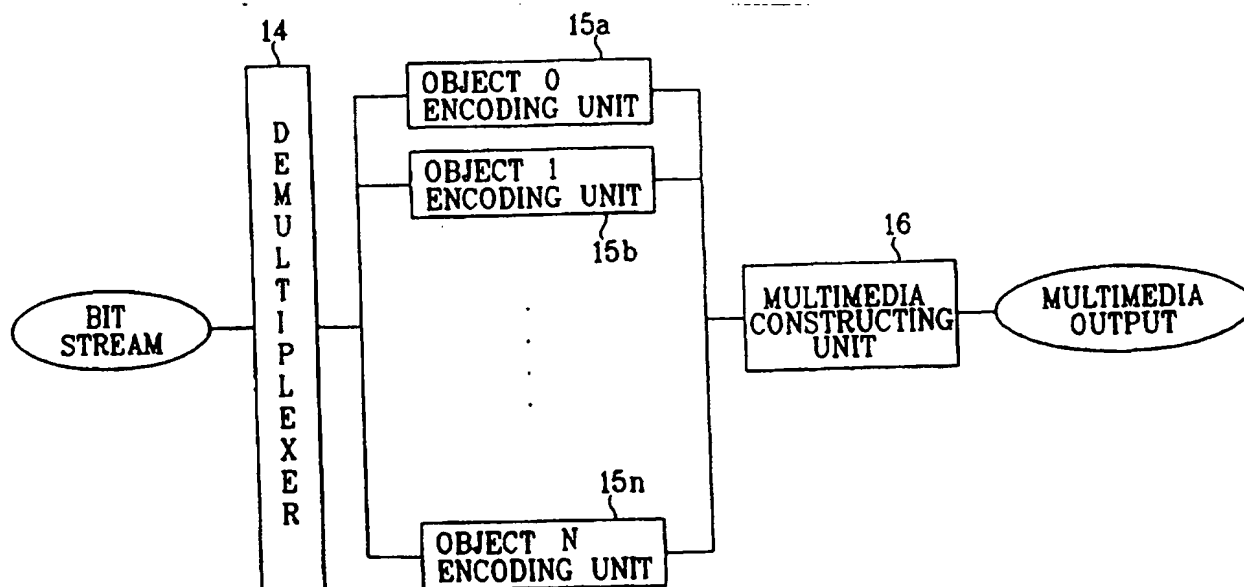 14
15a
OBJECT 0
ENCODING UNIT
OBJECT 1
ENCODING UNIT
15b
DEMULTIPLEXER
BIT
STREAM
16
MULTIMEDIA
CONSTRUCTING
UNIT
MULTIMEDIA
OUTPUT
15n
OBJECT N
ENCODING UNIT